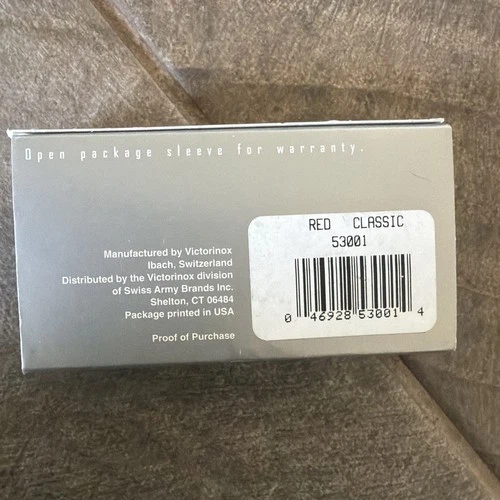 Open package sleeve for warranty.
Manufactured by Victorinox
Ibach, Switzerland
Distributed by the Victorinox division
of Swiss Army Brands Inc.
Shelton, CT 06484
Package printed in USA
Proof of Purchase
RED CLASSIC
53001
0 46928 53001 4